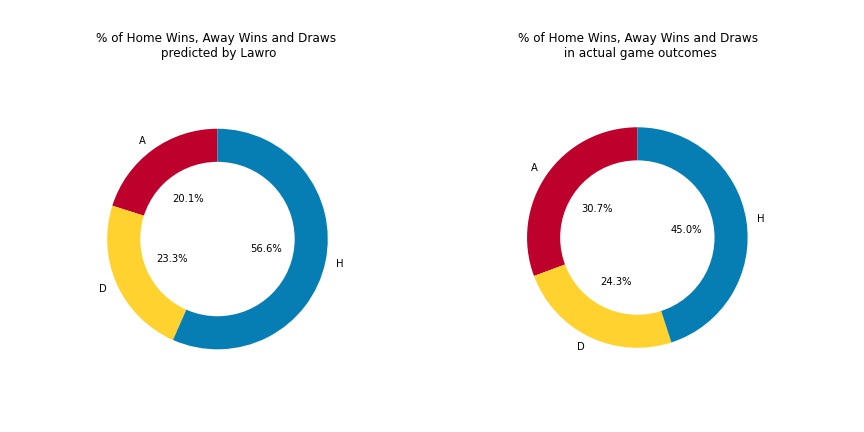 % of Home Wins, Away Wins and Draws
predicted by Lawro
A
20.1%
56.6%
23.3%
H
D
% of Home Wins, Away Wins and Draws
in actual game outcomes
A
30.7%
H
45.0%
24.3%
D